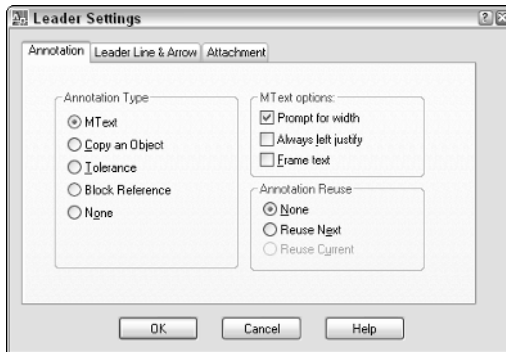 Leader Settings
Annotation Leader Line & Arrow Attachment
Annotation Type
MText
Copy an Object
Tolerance
Block Reference
None
MText options:
Prompt for width
Always left justify
Frame text
Annotation Reuse
None
Reuse Next
Reuse Current
OK Cancel Help